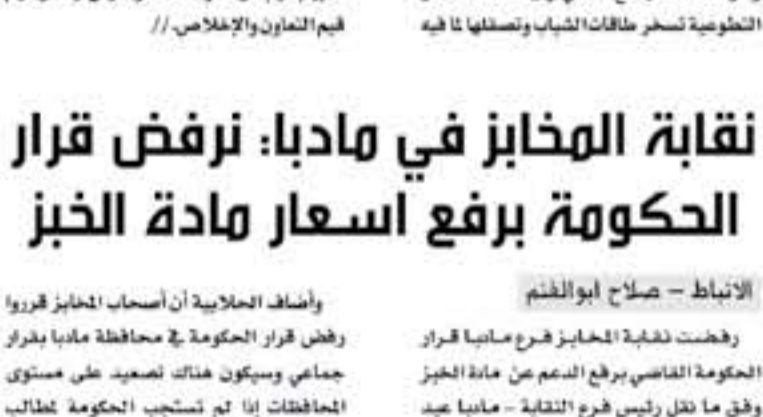 التطوعية تسخر طاقات الشباب وتصقلها لما فيه
قيم التعاون والإخلاص.//
نقابة المخابز في مادبا: نرفض قرار
الحكومة برفع اسعار مادة الخبز
الانباط – صلاح ابوالغنم
رفضت نقابة المخابز فرع مادبا قرار
الحكومة القاضي برفع الدعم عن مادة الخبز
وفق ما نقل رئيس فرع النقابة – مادبا عيد
وأضاف الحلايبية أن أصحاب المخابز قرروا
رفض قرار الحكومة في محافظة مادبا بقرار
جماعي وسيكون هناك تصعيد على مستوى
المحافظات إذا لم تستجب الحكومة لمطالب